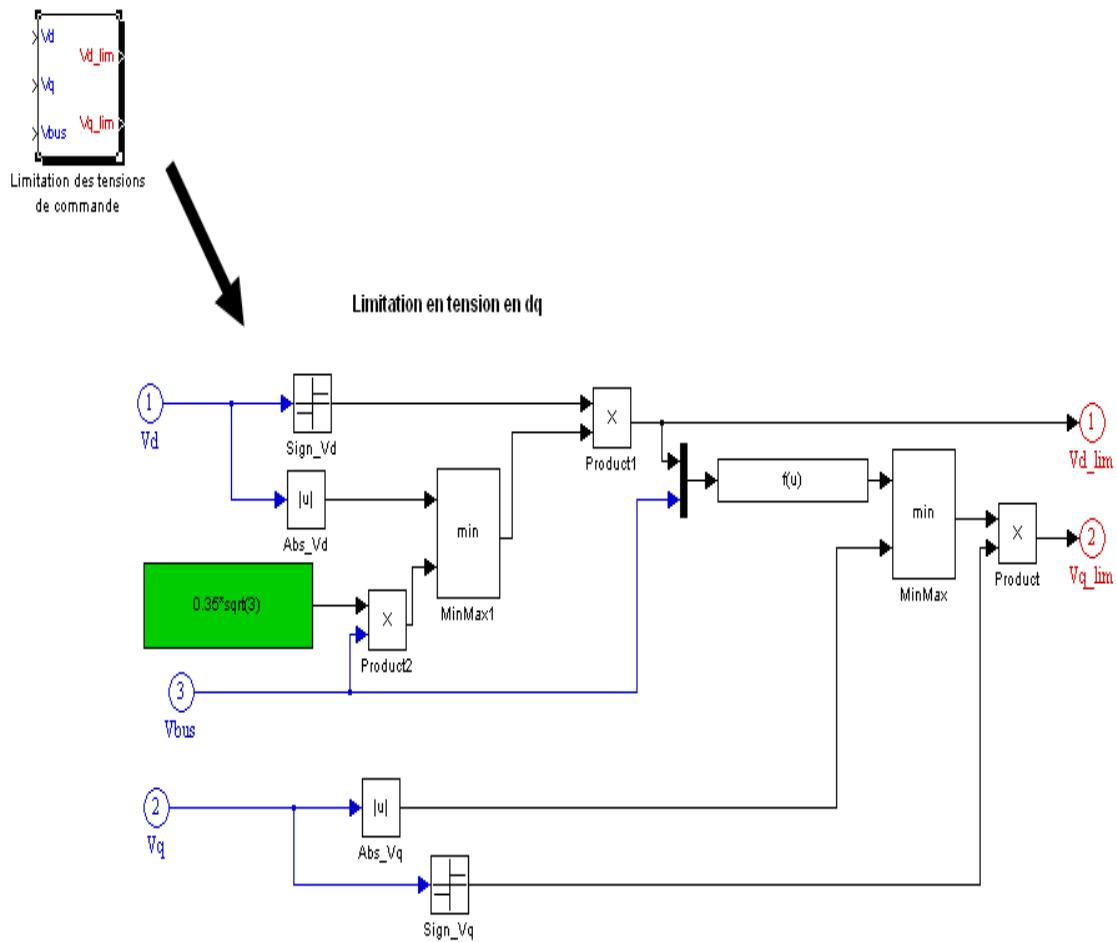 Vd
Vd_lim
Vq
Vq_lim
Vbus
Limitation des tensions
de commande
Limitation en tension en dq
1
Vd
Sign_Vd
X
Product1
1
Vd_lim
|u|
Abs_Vd
min
MinMax1
f(u)
min
MinMax
X
Product
2
Vq_lim
0.35*sqrt(3)
X
Product2
3
Vbus
2
Vq
|u|
Abs_Vq
Sign_Vq